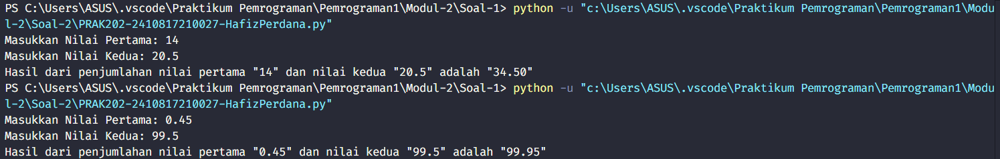 PS C:\Users\ASUS\.vscode\Praktikum Pemrograman\Pemrograman1\Modul-2\Soal-1> python -u "c:\Users\ASUS\.vscode\Praktikum Pemrograman\Pemrograman1\Modu
l-2\Soal-2\PRAK202-2410817210027-HafizPerdana.py"
Masukkan Nilai Pertama: 14
Masukkan Nilai Kedua: 20.5
Hasil dari penjumlahan nilai pertama "14" dan nilai kedua "20.5" adalah "34.50"
PS C:\Users\ASUS\.vscode\Praktikum Pemrograman\Pemrograman1\Modul-2\Soal-1> python -u "c:\Users\ASUS\.vscode\Praktikum Pemrograman\Pemrograman1\Modu
l-2\Soal-2\PRAK202-2410817210027-HafizPerdana.py"
Masukkan Nilai Pertama: 0.45
Masukkan Nilai Kedua: 99.5
Hasil dari penjumlahan nilai pertama "0.45" dan nilai kedua "99.5" adalah "99.95"